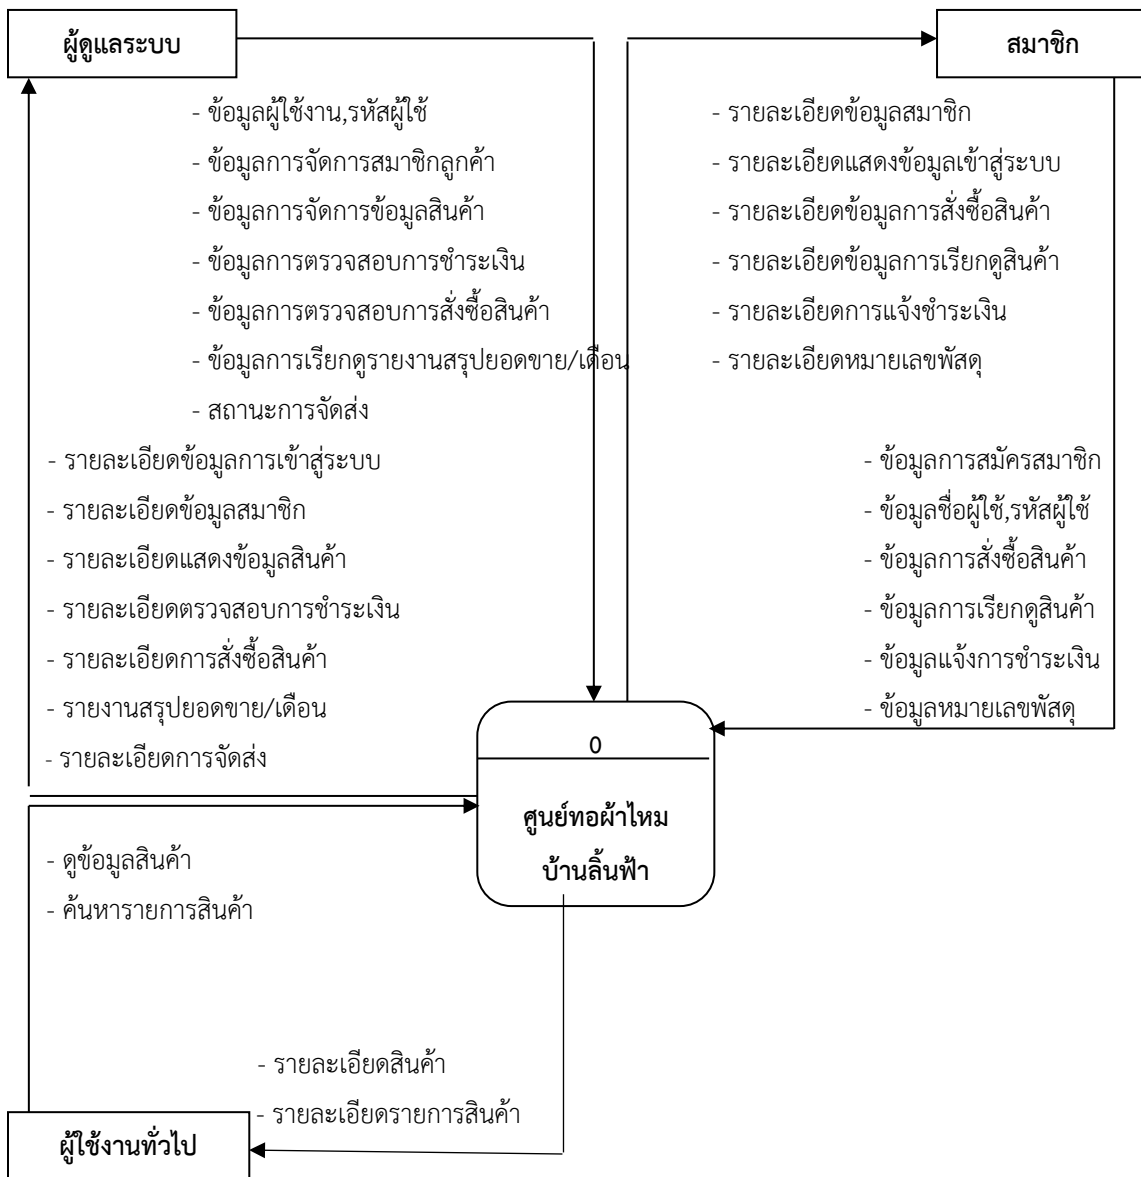 ผู้ดูแลระบบ
สมาชิก
- ข้อมูลผู้ใช้งาน,รหัสผู้ใช้
- ข้อมูลการจัดการสมาชิกลูกค้า
- ข้อมูลการจัดการข้อมูลสินค้า
- ข้อมูลการตรวจสอบการชำระเงิน
- ข้อมูลการตรวจสอบการสั่งซื้อสินค้า
- ข้อมูลการเรียกดูรายงานสรุปยอดขาย/เดือน
- สถานะการจัดส่ง
- รายละเอียดข้อมูลสมาชิก
- รายละเอียดแสดงข้อมูลเข้าสู่ระบบ
- รายละเอียดข้อมูลการสั่งซื้อสินค้า
- รายละเอียดข้อมูลการเรียกดูสินค้า
- รายละเอียดการแจ้งชำระเงิน
- รายละเอียดหมายเลขพัสดุ
- รายละเอียดข้อมูลการเข้าสู่ระบบ
- รายละเอียดข้อมูลสมาชิก
- รายละเอียดแสดงข้อมูลสินค้า
- รายละเอียดตรวจสอบการชำระเงิน
- รายละเอียดการสั่งซื้อสินค้า
- รายงานสรุปยอดขาย/เดือน
- รายละเอียดการจัดส่ง
- ข้อมูลการสมัครสมาชิก
- ข้อมูลชื่อผู้ใช้,รหัสผู้ใช้
- ข้อมูลการสั่งซื้อสินค้า
- ข้อมูลการเรียกดูสินค้า
- ข้อมูลแจ้งการชำระเงิน
- ข้อมูลหมายเลขพัสดุ
0
ศูนย์ทอผ้าไหม
บ้านลิ้นฟ้า
- ดูข้อมูลสินค้า
- ค้นหารายการสินค้า
- รายละเอียดสินค้า
- รายละเอียดรายการสินค้า
ผู้ใช้งานทั่วไป